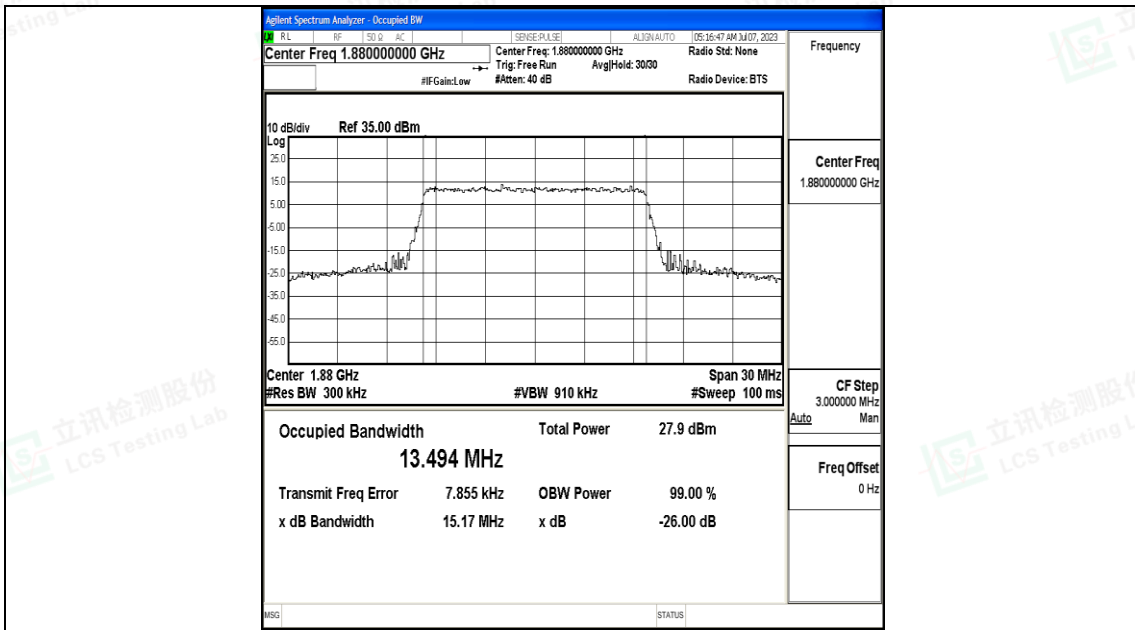 Agilent Spectrum Analyzer - Occupied BW
RL RF 50 Ω AC SENSE:PULSE ALIGN AUTO 05:16:47 AM Jul 07, 2023
Center Freq 1.880000000 GHz
Center Freq: 1.880000000 GHz Radio Std: None
Trig: Free Run Avg|Hold: 30/30
#IFGain:Low #Atten: 40 dB Radio Device: BTS
Frequency
10 dB/div Ref 35.00 dBm
Log
25.0
15.0
5.00
-5.00
-15.0
-25.0
-35.0
-45.0
-55.0
Center 1.88 GHz Span 30 MHz
#Res BW 300 kHz #VBW 910 kHz #Sweep 100 ms
Center Freq
1.880000000 GHz
CF Step
3.000000 MHz
Auto Man
Freq Offset
0 Hz
Occupied Bandwidth Total Power 27.9 dBm
13.494 MHz
Transmit Freq Error 7.855 kHz OBW Power 99.00 %
x dB Bandwidth 15.17 MHz x dB -26.00 dB
MSG STATUS
立讯检测股份
LCS Testing Lab
立讯检测股份
LCS Testing L